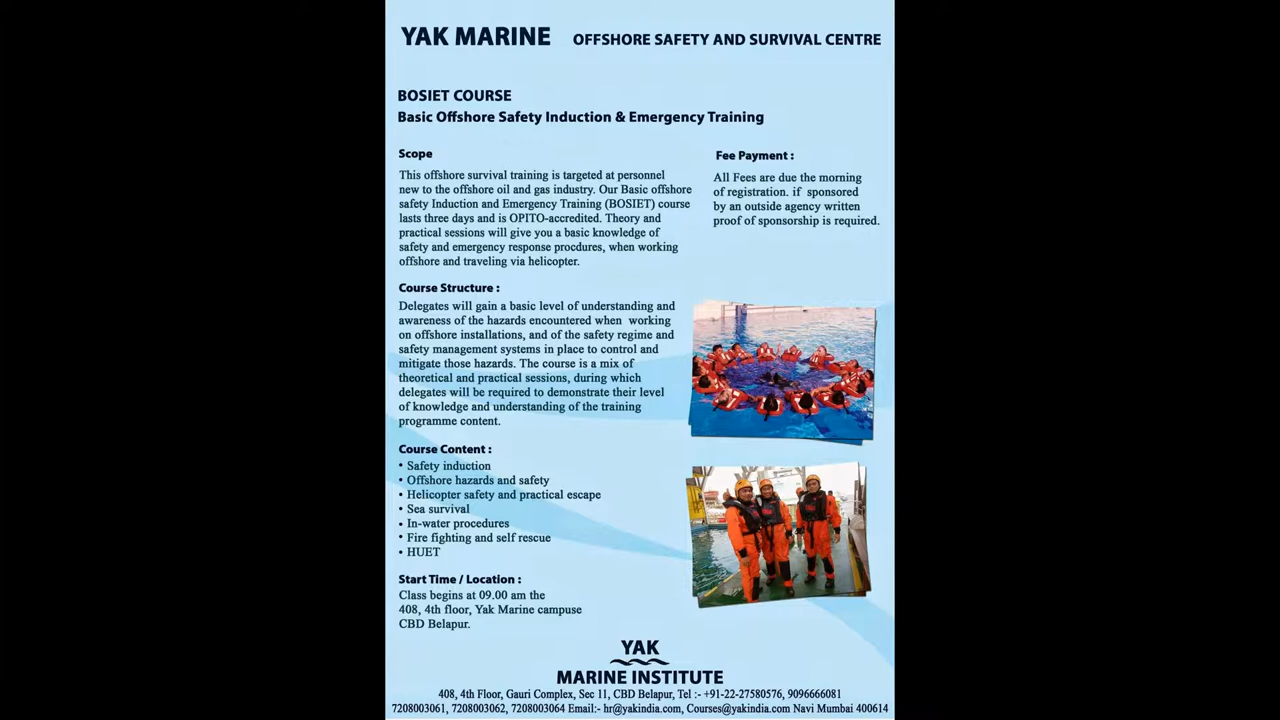 YAK MARINE OFFSHORE SAFETY AND SURVIVAL CENTRE
BOSIET COURSE
Basic Offshore Safety Induction & Emergency Training
Scope
This offshore survival training is targeted at personnel
new to the offshore oil and gas industry. Our Basic offshore
safety Induction and Emergency Training (BOSIET) course
lasts three days and is OPITO-accredited. Theory and
practical sessions will give you a basic knowledge of
safety and emergency response procdures, when working
offshore and traveling via helicopter.
Fee Payment :
All Fees are due the morning
of registration. if sponsored
by an outside agency written
proof of sponsorship is required.
Course Structure :
Delegates will gain a basic level of understanding and
awareness of the hazards encountered when working
on offshore installations, and of the safety regime and
safety management systems in place to control and
mitigate those hazards. The course is a mix of
theoretical and practical sessions, during which
delegates will be required to demonstrate their level
of knowledge and understanding of the training
programme content.
Course Content :
• Safety induction
• Offshore hazards and safety
• Helicopter safety and practical escape
• Sea survival
• In-water procedures
• Fire fighting and self rescue
• HUET
Start Time / Location :
Class begins at 09.00 am the
408, 4th floor, Yak Marine campuse
CBD Belapur.
YAK
MARINE INSTITUTE
408, 4th Floor, Gauri Complex, Sec 11, CBD Belapur, Tel :- +91-22-27580576, 9096666081
7208003061, 7208003062, 7208003064 Email:- hr@yakindia.com, Courses@yakindia.com Navi Mumbai 400614